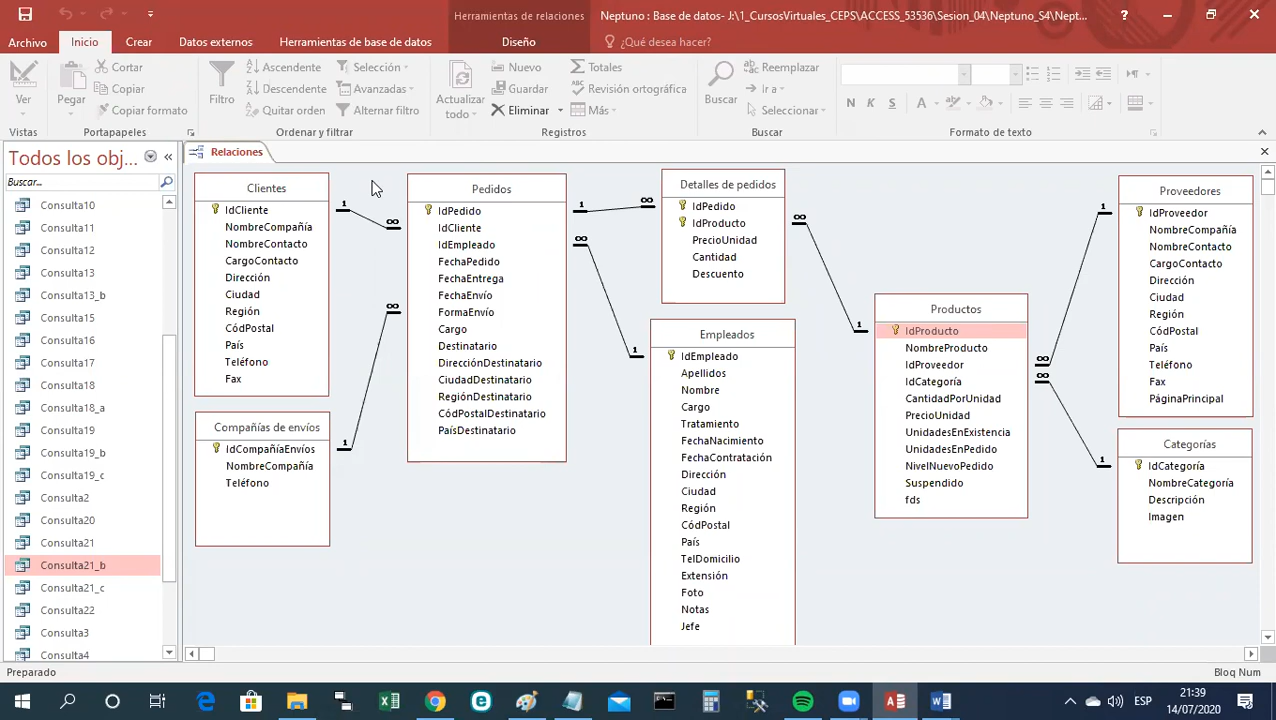 Herramientas de relaciones
Neptuno : Base de datos- J:\1_CursosVirtuales_CEPS\ACCESS_53536\Sesion_04\Neptuno_S4\Nept...
Archivo Inicio Crear Datos externos Herramientas de base de datos Diseño ¿Qué desea hacer?
Ver
Vistas
Pegar
Cortar
Copiar
Copiar formato
Portapapeles
Filtro
Ascendente
Descendente
Quitar orden
Selección
Avanzadas
Alternar filtro
Ordenar y filtrar
Actualizar
todo
Nuevo
Guardar
Eliminar
Totales
Revisión ortográfica
Más
Registros
Buscar
Reemplazar
Ir a
Seleccionar
Buscar
N K S
A
Formato de texto
Todos los obj...
Buscar...
Consulta10
Consulta11
Consulta12
Consulta13
Consulta13_b
Consulta15
Consulta16
Consulta17
Consulta18
Consulta18_a
Consulta19
Consulta19_b
Consulta19_c
Consulta2
Consulta20
Consulta21
Consulta21_b
Consulta21_c
Consulta22
Consulta3
Consulta4
Relaciones
Clientes
IdCliente
NombreCompañía
NombreContacto
CargoContacto
Dirección
Ciudad
Región
CódPostal
País
Teléfono
Fax
Compañías de envíos
IdCompañíaEnvíos
NombreCompañía
Teléfono
Pedidos
IdPedido
IdCliente
IdEmpleado
FechaPedido
FechaEntrega
FechaEnvío
FormaEnvío
Cargo
Destinatario
DirecciónDestinatario
CiudadDestinatario
RegiónDestinatario
CódPostalDestinatario
PaísDestinatario
Detalles de pedidos
IdPedido
IdProducto
PrecioUnidad
Cantidad
Descuento
Empleados
IdEmpleado
Apellidos
Nombre
Cargo
Tratamiento
FechaNacimiento
FechaContratación
Dirección
Ciudad
Región
CódPostal
País
TelDomicilio
Extensión
Foto
Notas
Jefe
Productos
IdProducto
NombreProducto
IdProveedor
IdCategoría
CantidadPorUnidad
PrecioUnidad
UnidadesEnExistencia
UnidadesEnPedido
NivelNuevoPedido
Suspendido
fds
Proveedores
IdProveedor
NombreCompañía
NombreContacto
CargoContacto
Dirección
Ciudad
Región
CódPostal
País
Teléfono
Fax
PáginaPrincipal
Categorías
IdCategoría
NombreCategoría
Descripción
Imagen
1 ∞
1 ∞
1 ∞
∞ 1
∞ 1
1 ∞
∞ 1
Preparado
Bloq Num
ESP
21:39
14/07/2020